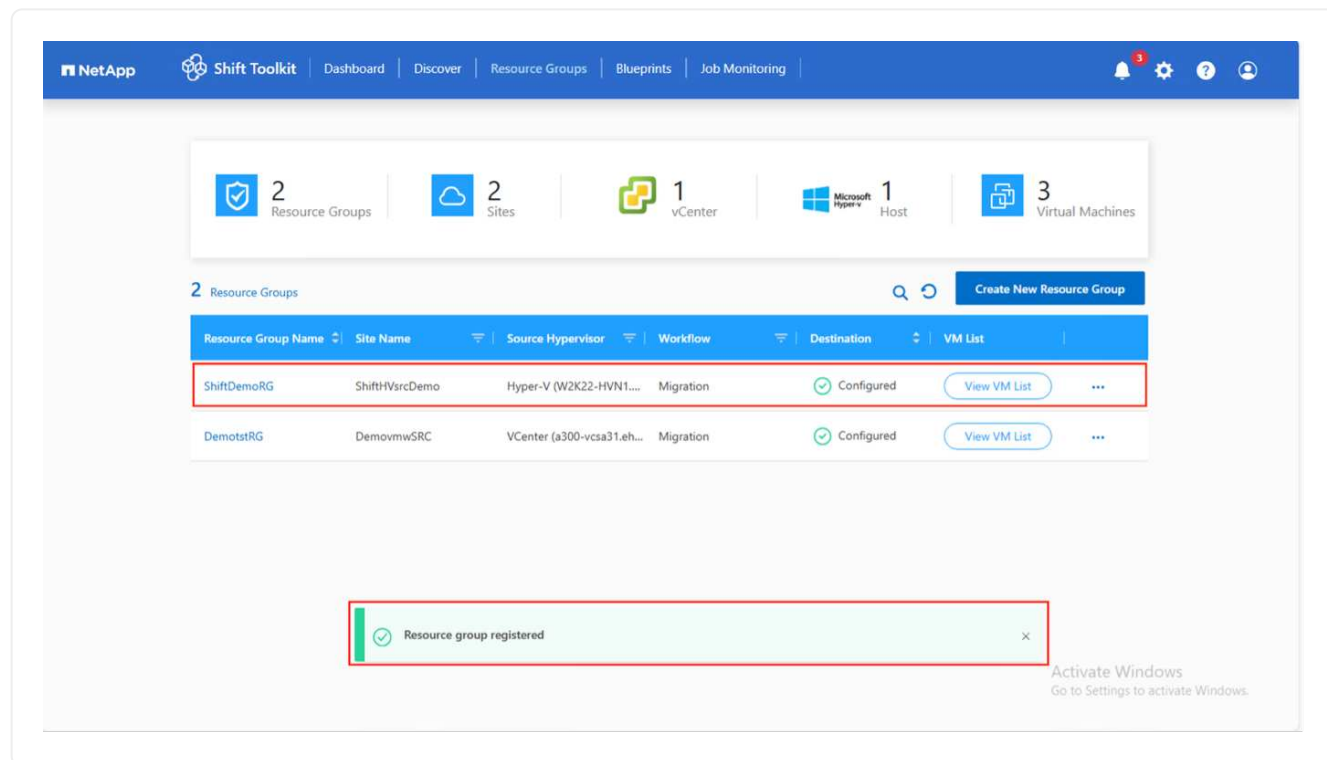 NetApp Shift Toolkit Dashboard Discover Resource Groups Blueprints Job Monitoring 3 ?
2 Resource Groups
2 Sites
1 vCenter
Microsoft Hyper-v 1 Host
3 Virtual Machines
2 Resource Groups Create New Resource Group
Resource Group Name Site Name Source Hypervisor Workflow Destination VM List
ShiftDemoRG ShiftHVsrcDemo Hyper-V (W2K22-HVN1.... Migration Configured View VM List ...
DemotstRG DemovmwSRC VCenter (a300-vcsa31.eh... Migration Configured View VM List ...
Resource group registered ×
Activate Windows
Go to Settings to activate Windows.